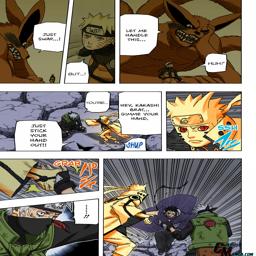 LET ME
HANDLE
THIS...
HUH?
JUST
SWAP...!
BUT...!
HEY, KAKASHI
BRAT...
GIMME YOUR
HAND.
YOU'RE...
JUST
STICK
YOUR
HAND
OUT!!
SHUP
GRAB
...!!